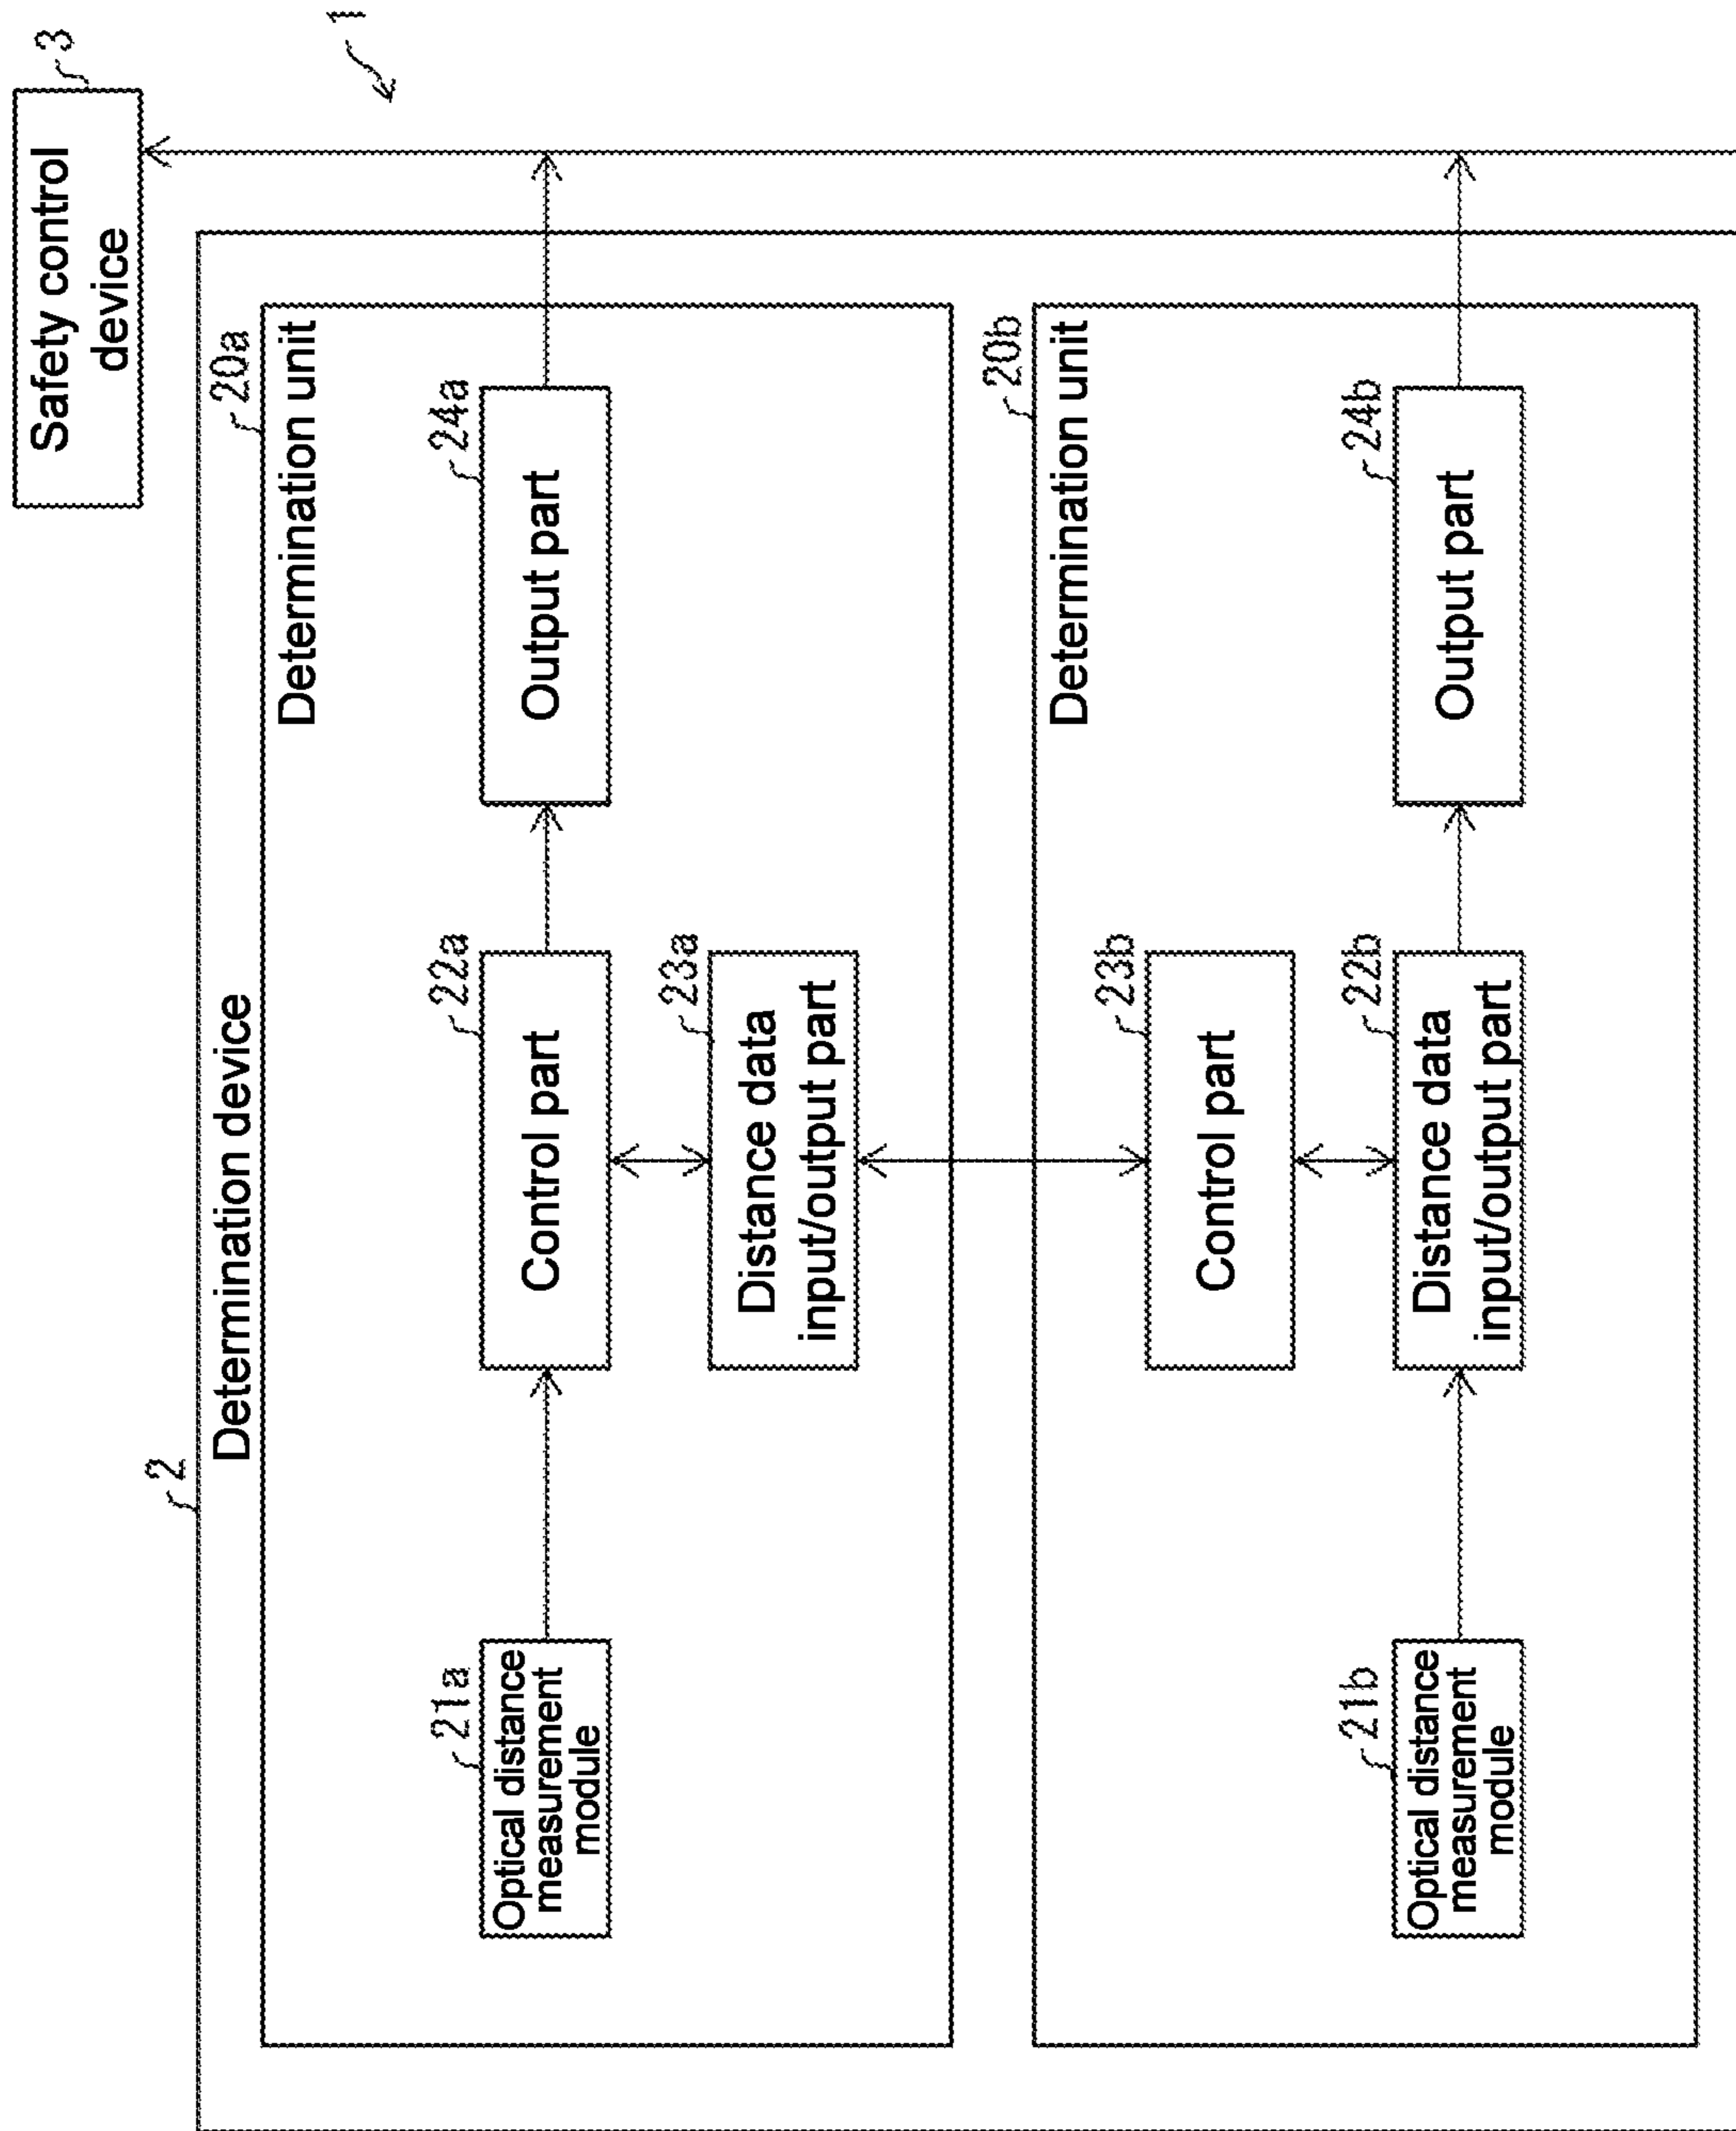 1
3
Safety control
device
2
Determination device
20a
Determination unit
21a
Optical distance
measurement
module
22a
Control part
24a
Output part
23a
Distance data
input/output part
20b
Determination unit
23b
Control part
21b
Optical distance
measurement
module
22b
Distance data
input/output part
24b
Output part